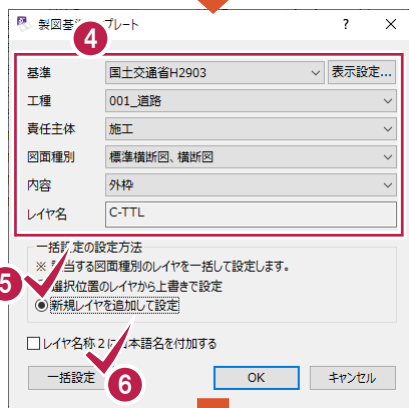 製図基準テンプレート ? ×
4
基準 国土交通省H2903 表示設定...
工種 001_道路
責任主体 施工
図面種別 標準横断図、横断図
内容 外枠
レイヤ名 C-TTL
一括設定の設定方法
※ 該当する図面種別のレイヤを一括して設定します。
5
選択位置のレイヤから上書きで設定
新規レイヤを追加して設定
レイヤ名称2に日本語名を付加する
一括設定 6 OK キャンセル